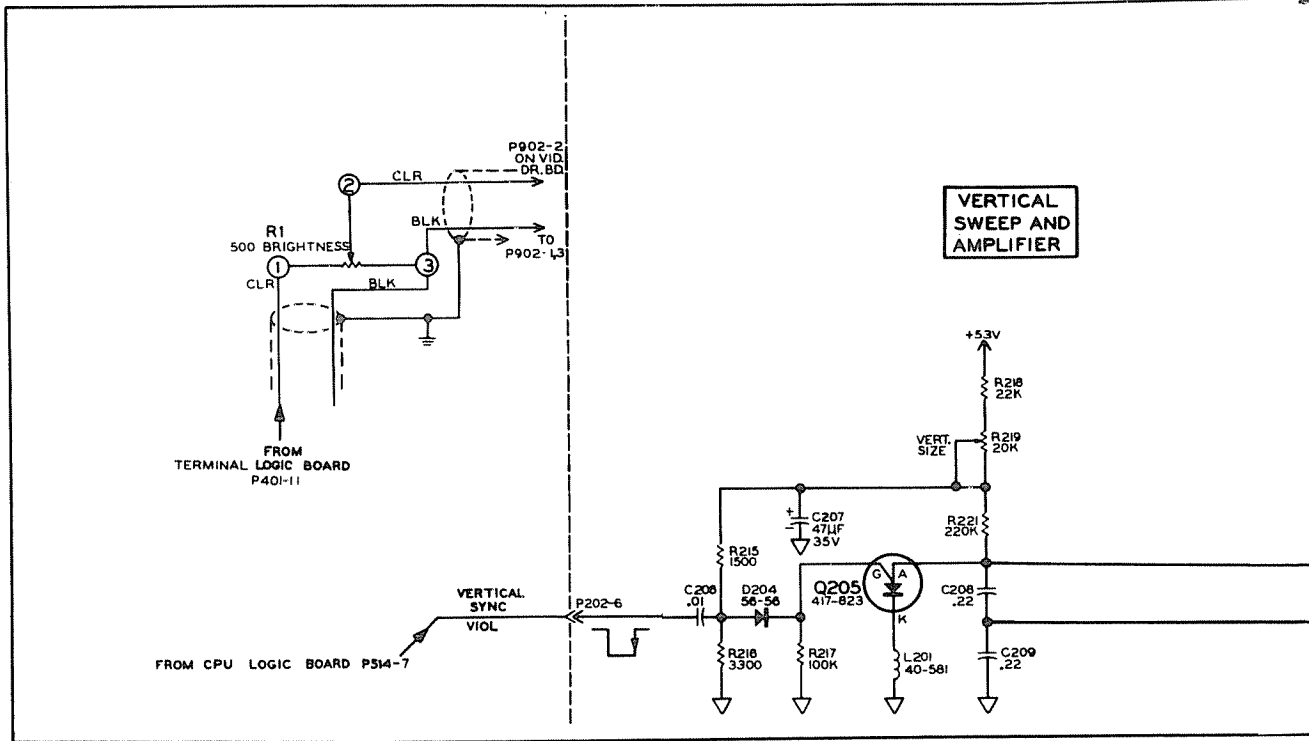 P902-2
ON VID.
DR. BD.
CLR
2
BLK
R1
500 BRIGHTNESS
TO
P902-1,3
1
3
CLR
BLK
FROM
TERMINAL LOGIC BOARD
P401-11
VERTICAL
SWEEP AND
AMPLIFIER
+53V
R218
22K
VERT.
SIZE
R219
20K
+
-
C207
47µF
35V
R221
220K
R215
1500
Q205
417-823
G
A
K
C208
.22
VERTICAL
SYNC
VIOL
P202-6
C206
.01
D204
56-56
FROM CPU LOGIC BOARD P514-7
R216
3300
R217
100K
L201
40-581
C209
.22